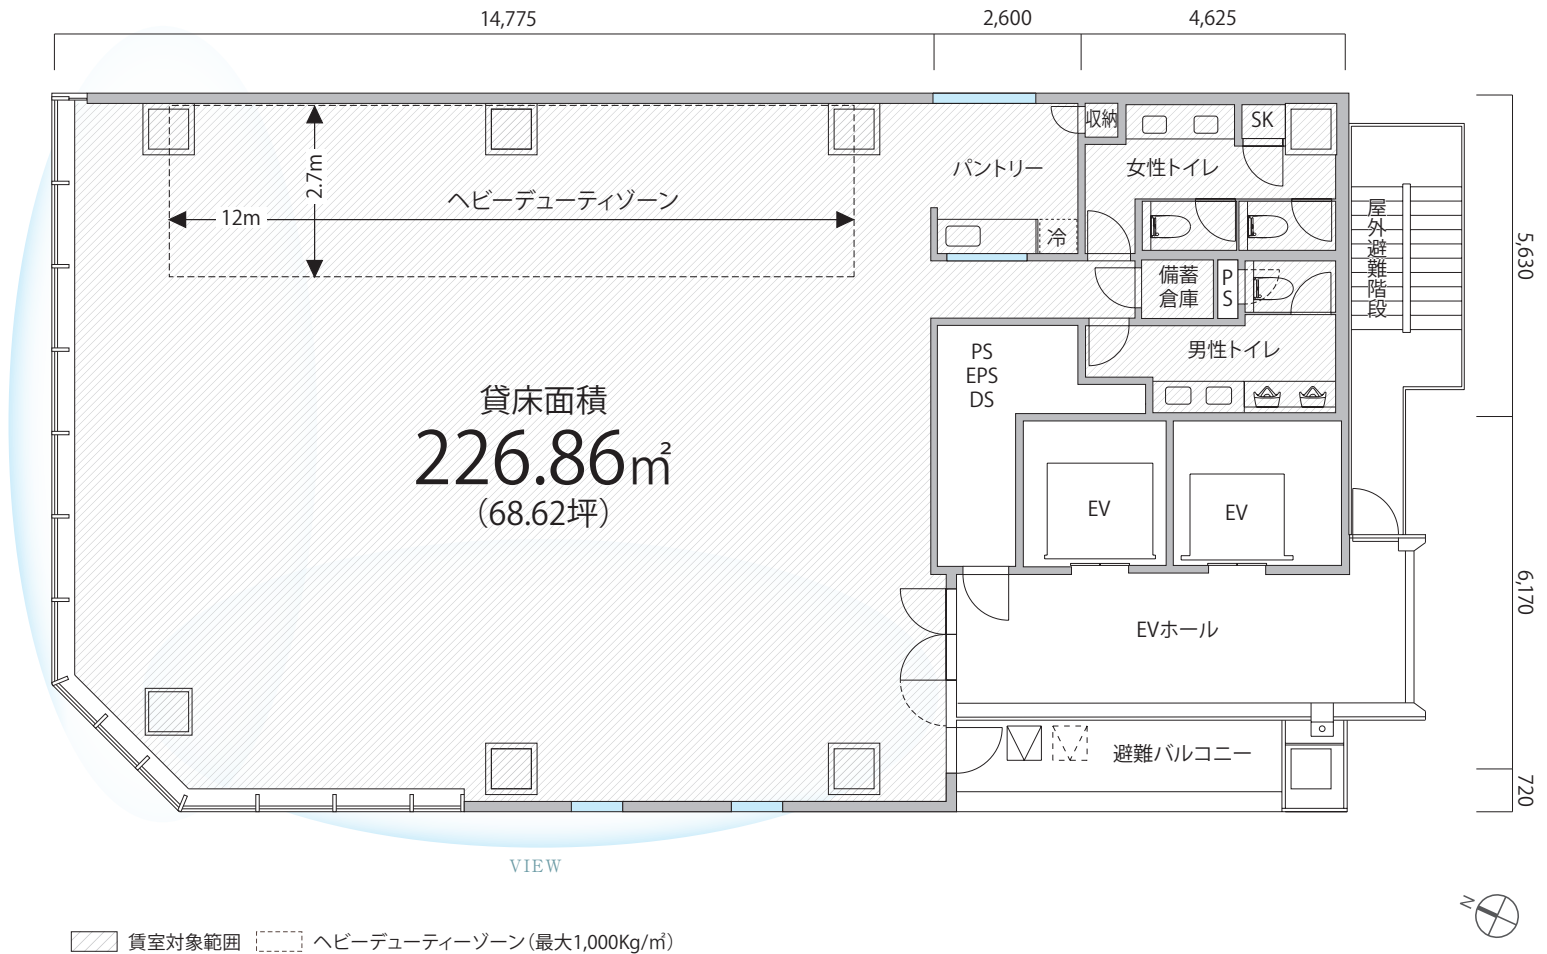 14,775
2,600
4,625
収納
SK
パントリー
女性トイレ
2.7m
ヘビーデューティゾーン
12m
冷
屋外避難階段
5,630
備蓄
倉庫
PS
男性トイレ
PS
EPS
DS
貸床面積
226.86㎡
（68.62坪）
EV
EV
6,170
EVホール
避難バルコニー
720
VIEW
N
賃室対象範囲
ヘビーデューティーゾーン（最大1,000Kg/㎡）